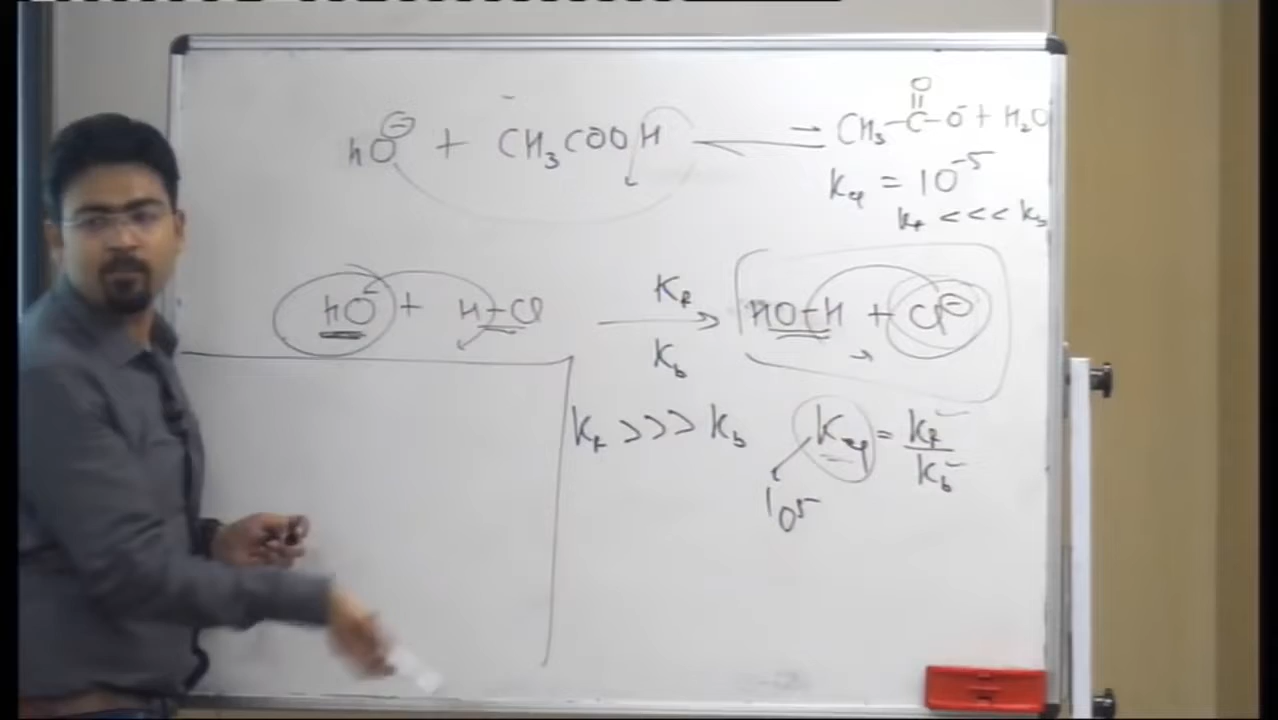 hO⊖ + CH₃COOH ⇌ CH₃-C-O⁻ + H₂O
O
Keq = 10⁻⁵
Kf <<< Kb
hO⁻ + H-Cl → HO-H + Cl⊖
Kf
Kb
Kf >>> Kb
Keq = Kf/Kb
10⁵